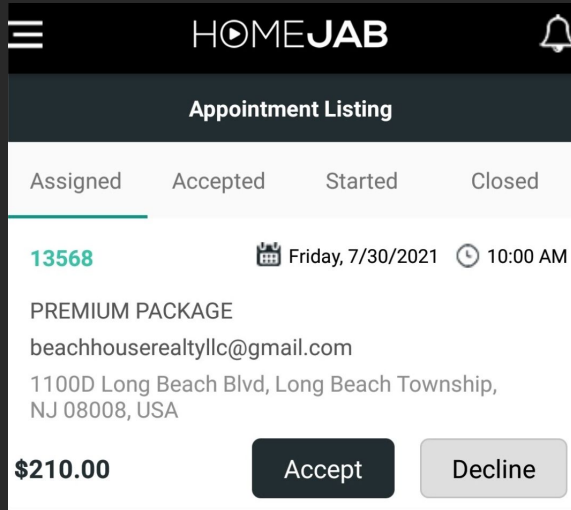 HOMEJAB
Appointment Listing
Assigned Accepted Started Closed
13568 Friday, 7/30/2021 10:00 AM
PREMIUM PACKAGE
beachhouserealtyllc@gmail.com
1100D Long Beach Blvd, Long Beach Township,
NJ 08008, USA
$210.00 Accept Decline